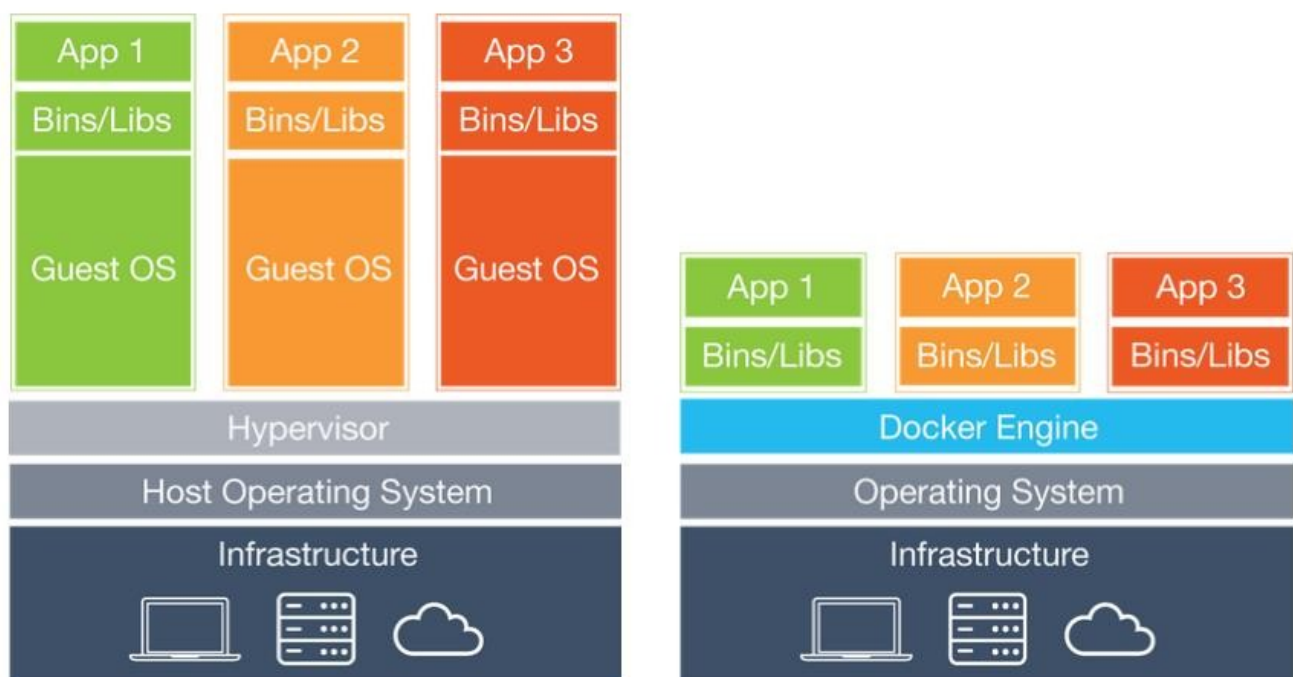 App 1
App 2
App 3
Bins/Libs
Bins/Libs
Bins/Libs
Guest OS
Guest OS
Guest OS
Hypervisor
Host Operating System
Infrastructure
App 1
App 2
App 3
Bins/Libs
Bins/Libs
Bins/Libs
Docker Engine
Operating System
Infrastructure